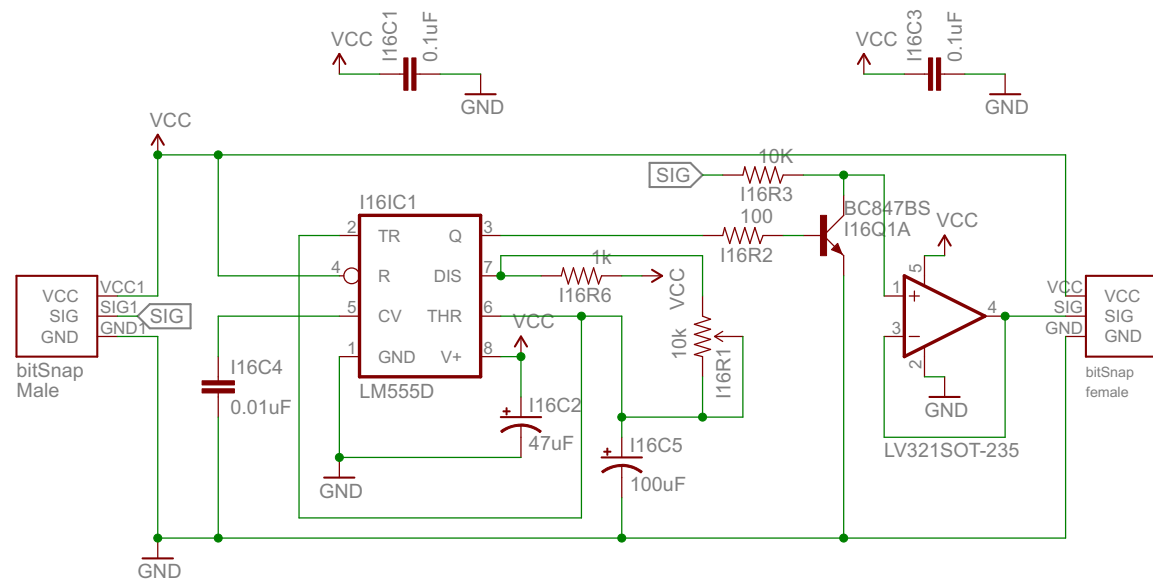 VCC
I16C1
0.1uF
GND
VCC
I16C3
0.1uF
GND
VCC
SIG
10K
I16R3
I16IC1
2 TR Q 3
4 R DIS 7
5 CV THR 6
1 GND V+ 8
LM555D
100
I16R2
BC847BS
I16Q1A
1k
I16R6
VCC
10k
I16R1
VCC
VCC
5
1 +
3 −
4
2
GND
LV321SOT-235
VCC VCC1
SIG SIG1
GND GND1
SIG
bitSnap
Male
I16C4
0.01uF
I16C2
47uF
GND
I16C5
100uF
VCC VCC
SIG SIG
GND GND
bitSnap
female
GND